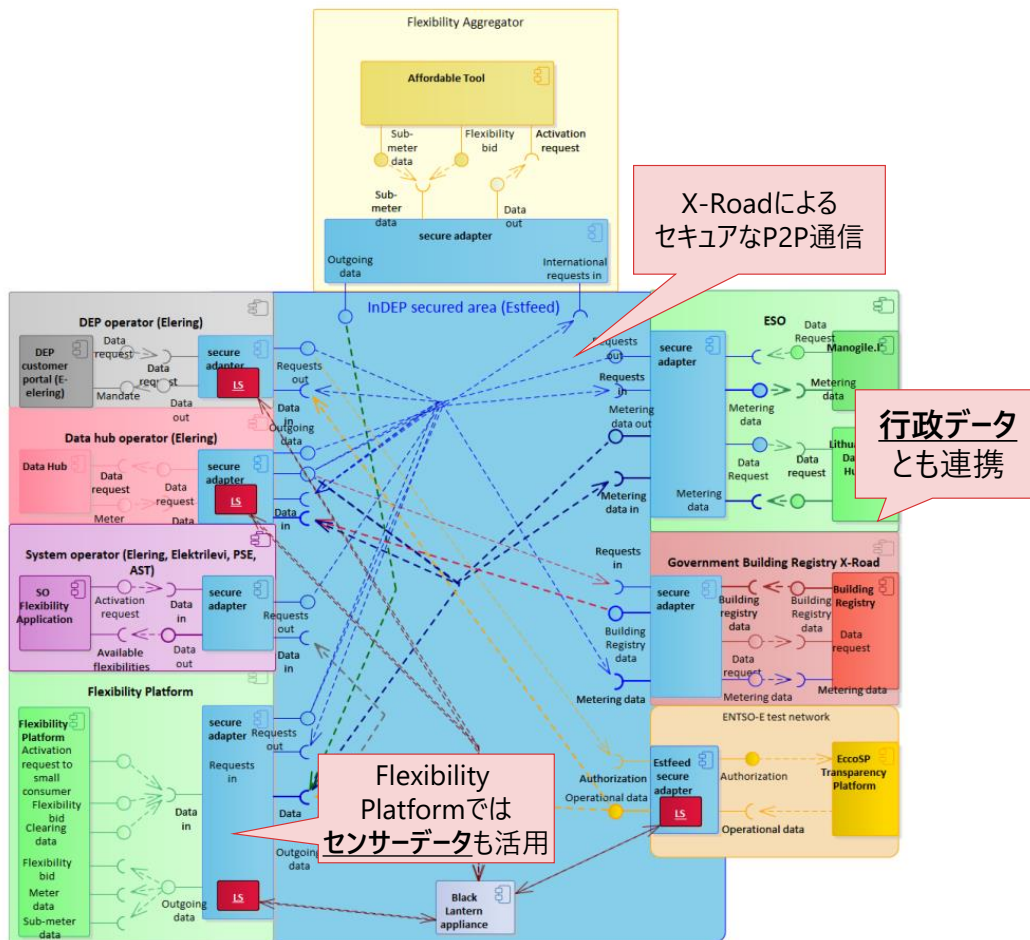 Flexibility Aggregator
Affordable Tool
Sub-
meter
data
Flexibility
bid
Activation
request
Sub-
meter
data
Data
out
secure adapter
Outgoing
data
International
requests in
X-Roadによる
セキュアなP2P通信
InDEP secured area (Estfeed)
DEP operator (Elering)
DEP
customer
portal (E-
elering)
Data
request
Data
request
Mandate
Data
out
secure
adapter
LS
Requests
out
Data
in
Data hub operator (Elering)
Data Hub
Data
request
Data
request
Meter
Data
secure
adapter
LS
Outgoing
data
Data
in
System operator (Elering, Elektrilevi, PSE,
AST)
SO
Flexibility
Application
Activation
request
Data
in
Available
flexibilities
Data out
secure
adapter
Requests
out
Data
in
Flexibility Platform
Flexibility
Platform
Activation
request to
small
consumer
Flexibility
bid
Clearing
data
Flexibility
bid
Meter
data
Sub-meter
data
Data
in
Outgoing
data
secure
adapter
Requests
in
LS
Requests
out
Data
Outgoing
data
Flexibility
Platformでは
センサーデータも活用
Black
Lantern
appliance
ESO
secure
adapter
Requests
out
Requests
in
Metering
data out
Metering
data in
Metering
data
Data
Request
Manogile.
Metering
data
Metering
data
Data
Request
Data
request
Metering
data
行政データ
とも連携
Government Building Registry X-Road
secure
adapter
Requests
in
Building
Registry
data
Metering
data
Building
registry
data
Building
Registry
data
Building
Registry
Data
request
Data
request
Metering data
Metering data
ENTSO-E test network
Estfeed
secure
adapter
LS
Authorization
Operational data
Authorization
Operational data
EccoSP
Transparency
Platform